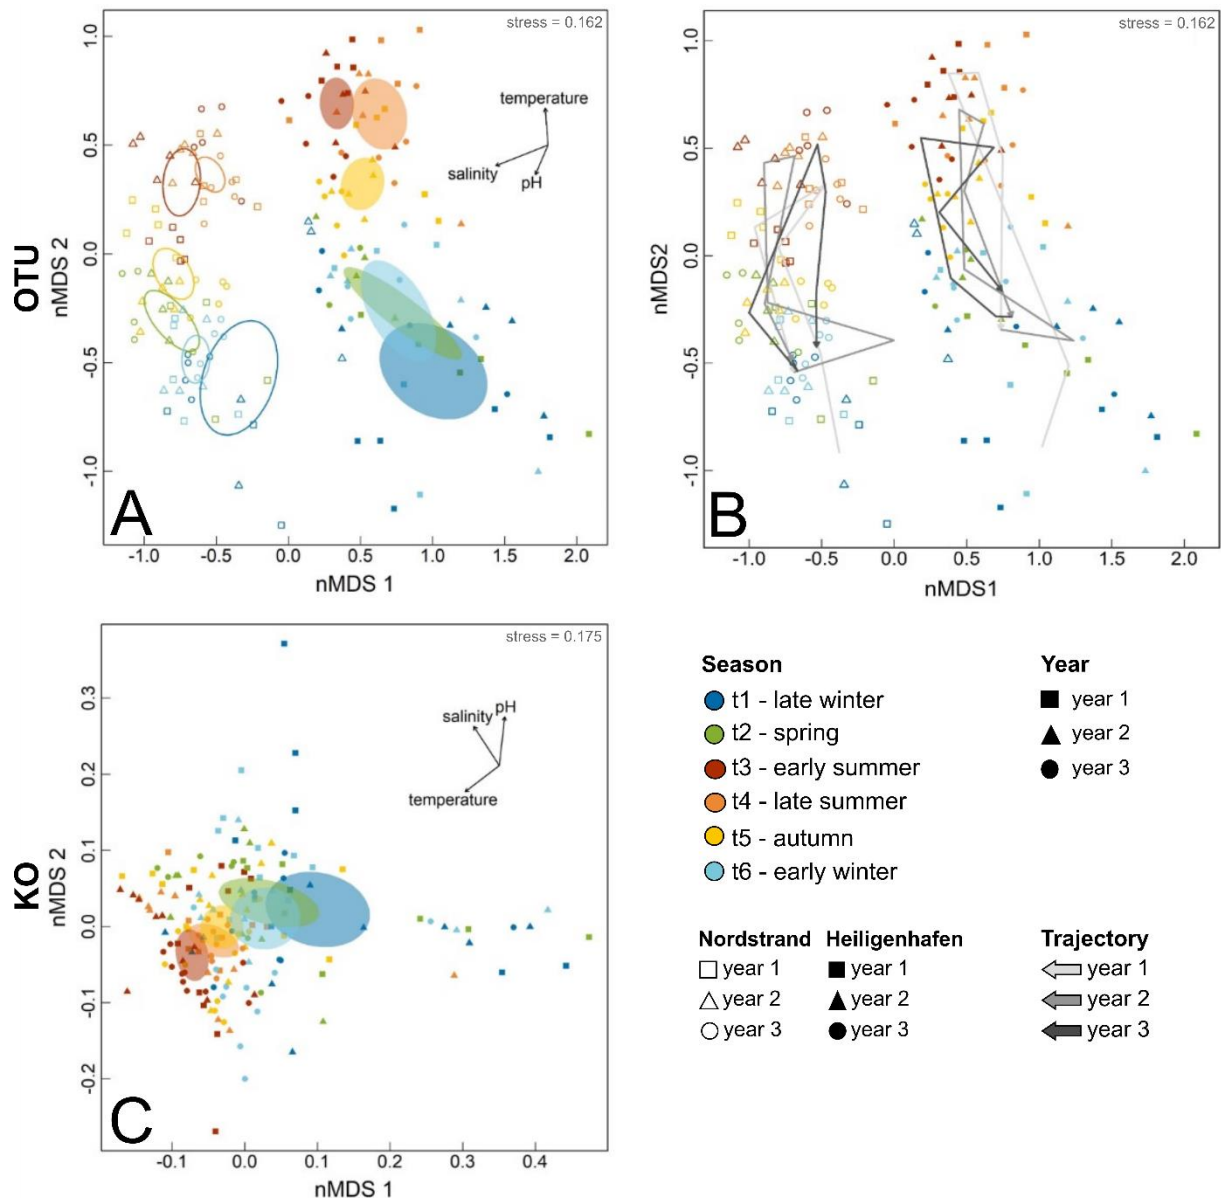 stress = 0.162
OTU
nMDS 2
1.0
0.5
0.0
-0.5
-1.0
temperature
salinity
pH
A
-1.0 -0.5 0.0 0.5 1.0 1.5 2.0
nMDS 1
stress = 0.162
nMDS2
1.0
0.5
0.0
-0.5
-1.0
B
-1.0 -0.5 0.0 0.5 1.0 1.5 2.0
nMDS1
stress = 0.175
KO
nMDS 2
0.3
0.2
0.1
0.0
-0.1
-0.2
salinity pH
temperature
C
-0.1 0.0 0.1 0.2 0.3 0.4
nMDS 1
Season
t1 - late winter
t2 - spring
t3 - early summer
t4 - late summer
t5 - autumn
t6 - early winter
Year
year 1
year 2
year 3
Nordstrand
year 1
year 2
year 3
Heiligenhafen
year 1
year 2
year 3
Trajectory
year 1
year 2
year 3